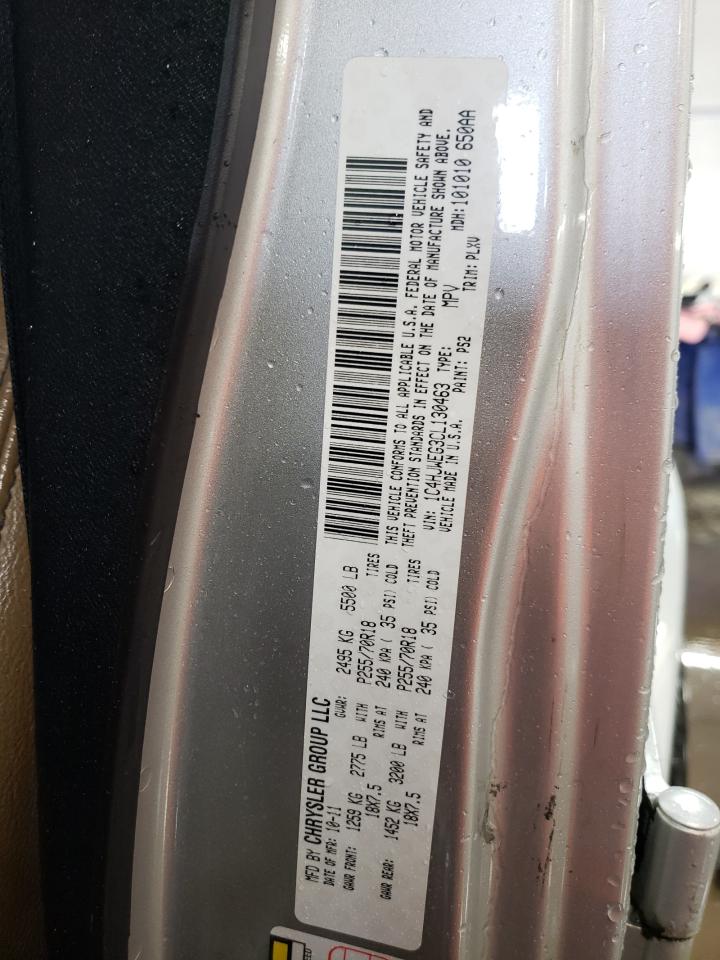 MFD BY CHRYSLER GROUP LLC
DATE OF MFR: 10-11 GVWR: 2495 KG 5500 LB
GAWR FRONT: 1259 KG 2775 LB WITH P255/70R18 TIRES
18X7.5 RIMS AT 240 KPA ( 35 PSI) COLD
GAWR REAR: 1452 KG 3200 LB WITH P255/70R18 TIRES
18X7.5 RIMS AT 240 KPA ( 35 PSI) COLD
THIS VEHICLE CONFORMS TO ALL APPLICABLE U.S.A. FEDERAL MOTOR VEHICLE SAFETY AND
THEFT PREVENTION STANDARDS IN EFFECT ON THE DATE OF MANUFACTURE SHOWN ABOVE.
VIN: 1C4HJWEG3CL130463 TYPE: MPV MDH:101010 650AA
VEHICLE MADE IN U.S.A. PAINT: PS2 TRIM: PLXV